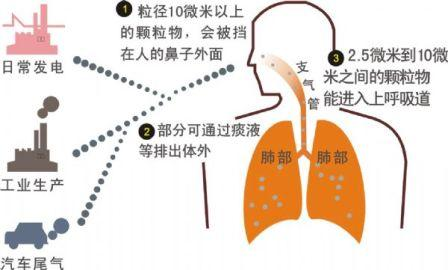 日常发电
工业生产
汽车尾气
1 粒径10微米以上
的颗粒物，会被挡
在人的鼻子外面
2 部分可通过痰液
等排出体外
3 2.5微米到10微
米之间的颗粒物
能进入上呼吸道
支气管
肺部
肺部